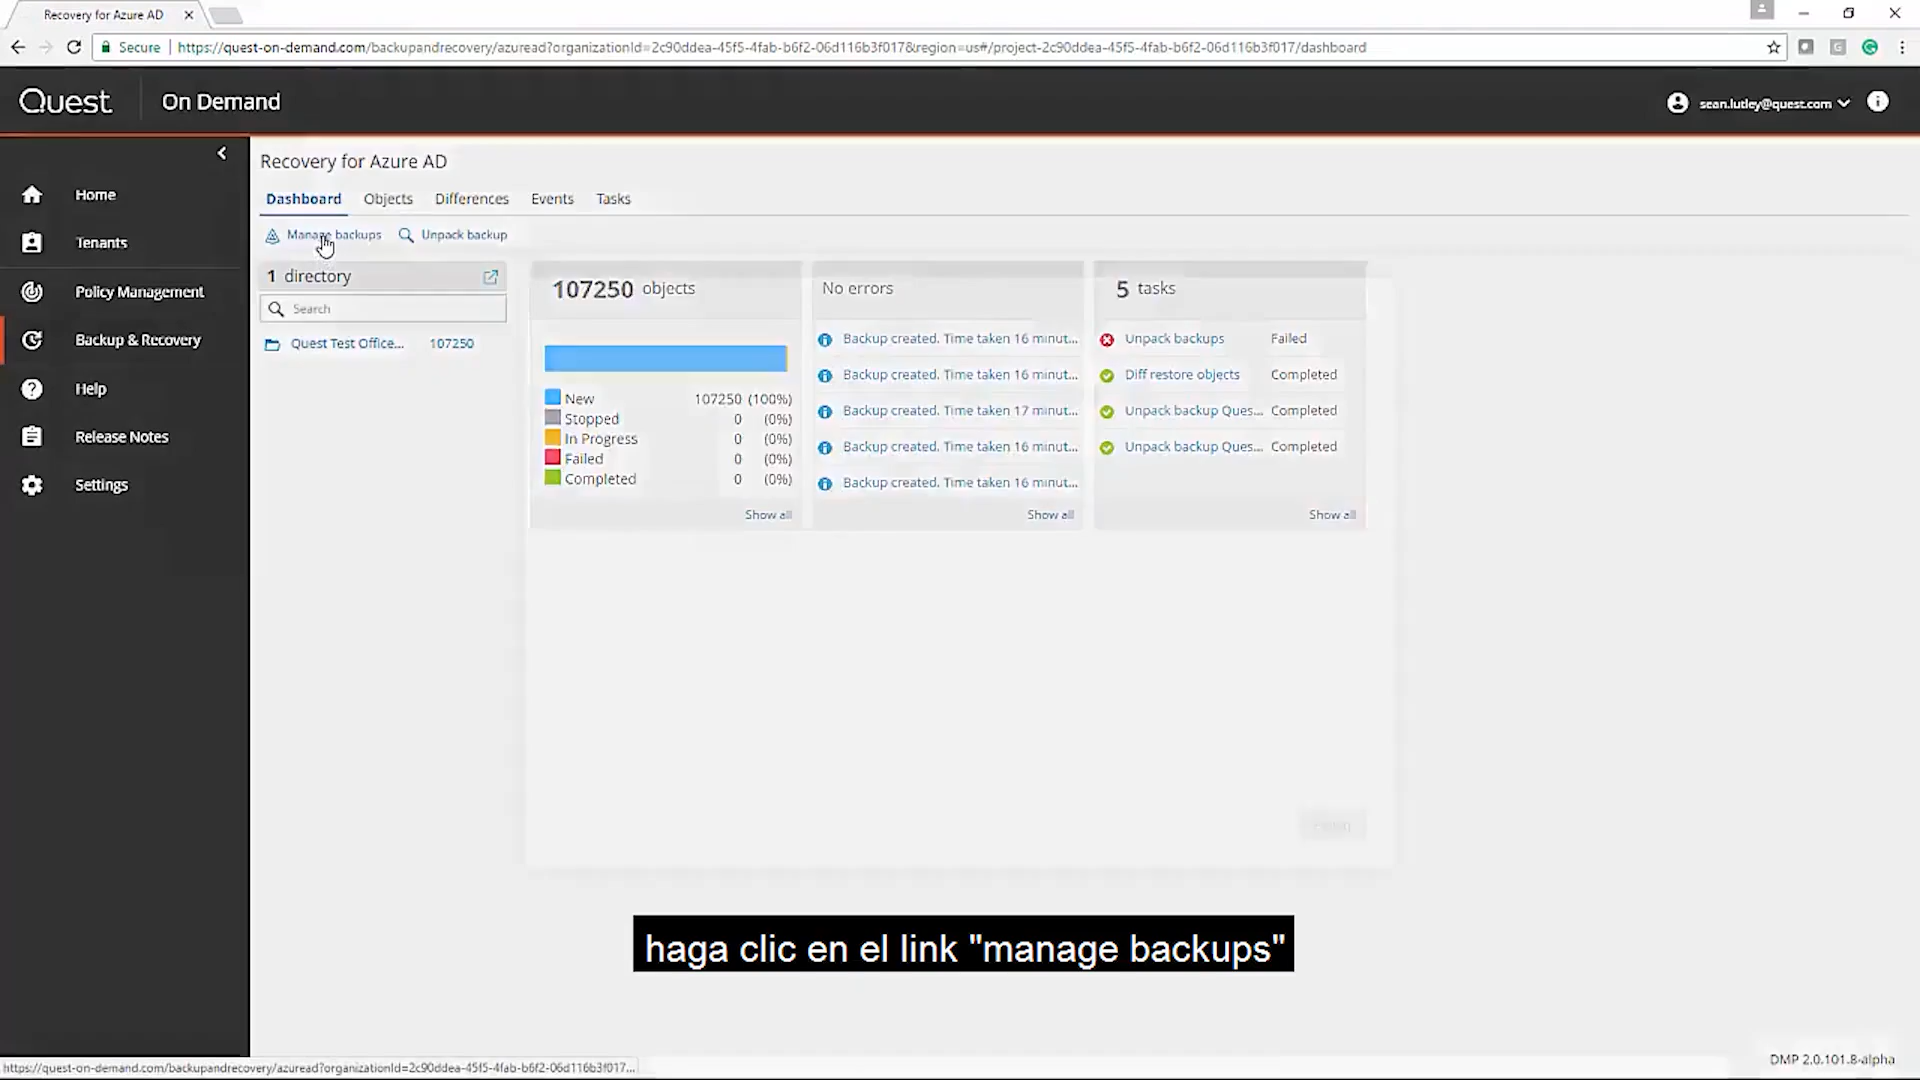 Recovery for Azure AD
Secure
https://quest-on-demand.com/backupandrecovery/azuread?organizationId=2c90ddea-45f5-4fab-b6f2-06d116b3f017&region=us#/project-2c90ddea-45f5-4fab-b6f2-06d116b3f017/dashboard
Quest On Demand
sean.lutley@quest.com
Home
Tenants
Policy Management
Backup & Recovery
Help
Release Notes
Settings
Recovery for Azure AD
Dashboard Objects Differences Events Tasks
Manage backups Unpack backup
1 directory
Search
Quest Test Office... 107250
107250 objects
New 107250 (100%)
Stopped 0 (0%)
In Progress 0 (0%)
Failed 0 (0%)
Completed 0 (0%)
Show all
No errors
Backup created. Time taken 16 minut...
Backup created. Time taken 16 minut...
Backup created. Time taken 17 minut...
Backup created. Time taken 16 minut...
Backup created. Time taken 16 minut...
Show all
5 tasks
Unpack backups Failed
Diff restore objects Completed
Unpack backup Ques... Completed
Unpack backup Ques... Completed
Show all
haga clic en el link "manage backups"
DMP 2.0.101.8-alpha
https://quest-on-demand.com/backupandrecovery/azuread?organizationId=2c90ddea-45f5-4fab-b6f2-06d116b3f017...